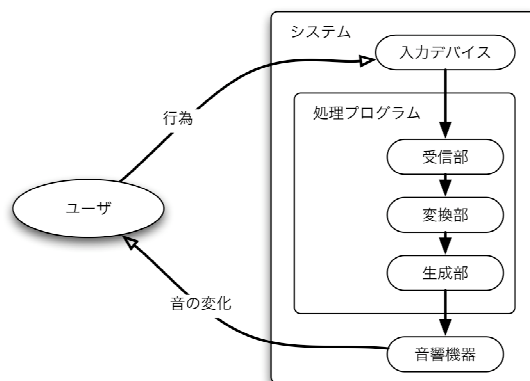 システム
入力デバイス
処理プログラム
行為
受信部
ユーザ
変換部
生成部
音の変化
音響機器